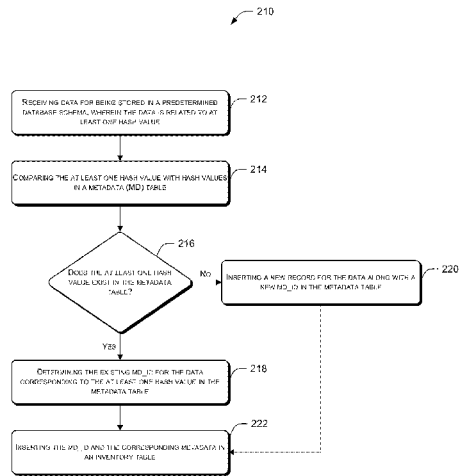 210
RECEIVING DATA FOR BEING STORED IN A PREDETERMINED
DATABASE SCHEMA, WHEREIN THE DATA IS RELATED TO AT
LEAST ONE HASH VALUE
212
COMPARING THE AT LEAST ONE HASH VALUE WITH HASH VALUES
IN A METADATA (MD) TABLE
214
216
DOES THE AT LEAST ONE HASH
VALUE EXIST IN THE METADATA
TABLE?
No
INSERTING A NEW RECORD FOR THE DATA ALONG WITH A
NEW MD_ID IN THE METADATA TABLE
220
Yes
DETERMINING THE EXISTING MD_ID FOR THE DATA
CORRESPONDING TO THE AT LEAST ONE HASH VALUE IN THE
METADATA TABLE
218
INSERTING THE MD_ID AND THE CORRESPONDING METADATA IN
AN INVENTORY TABLE
222